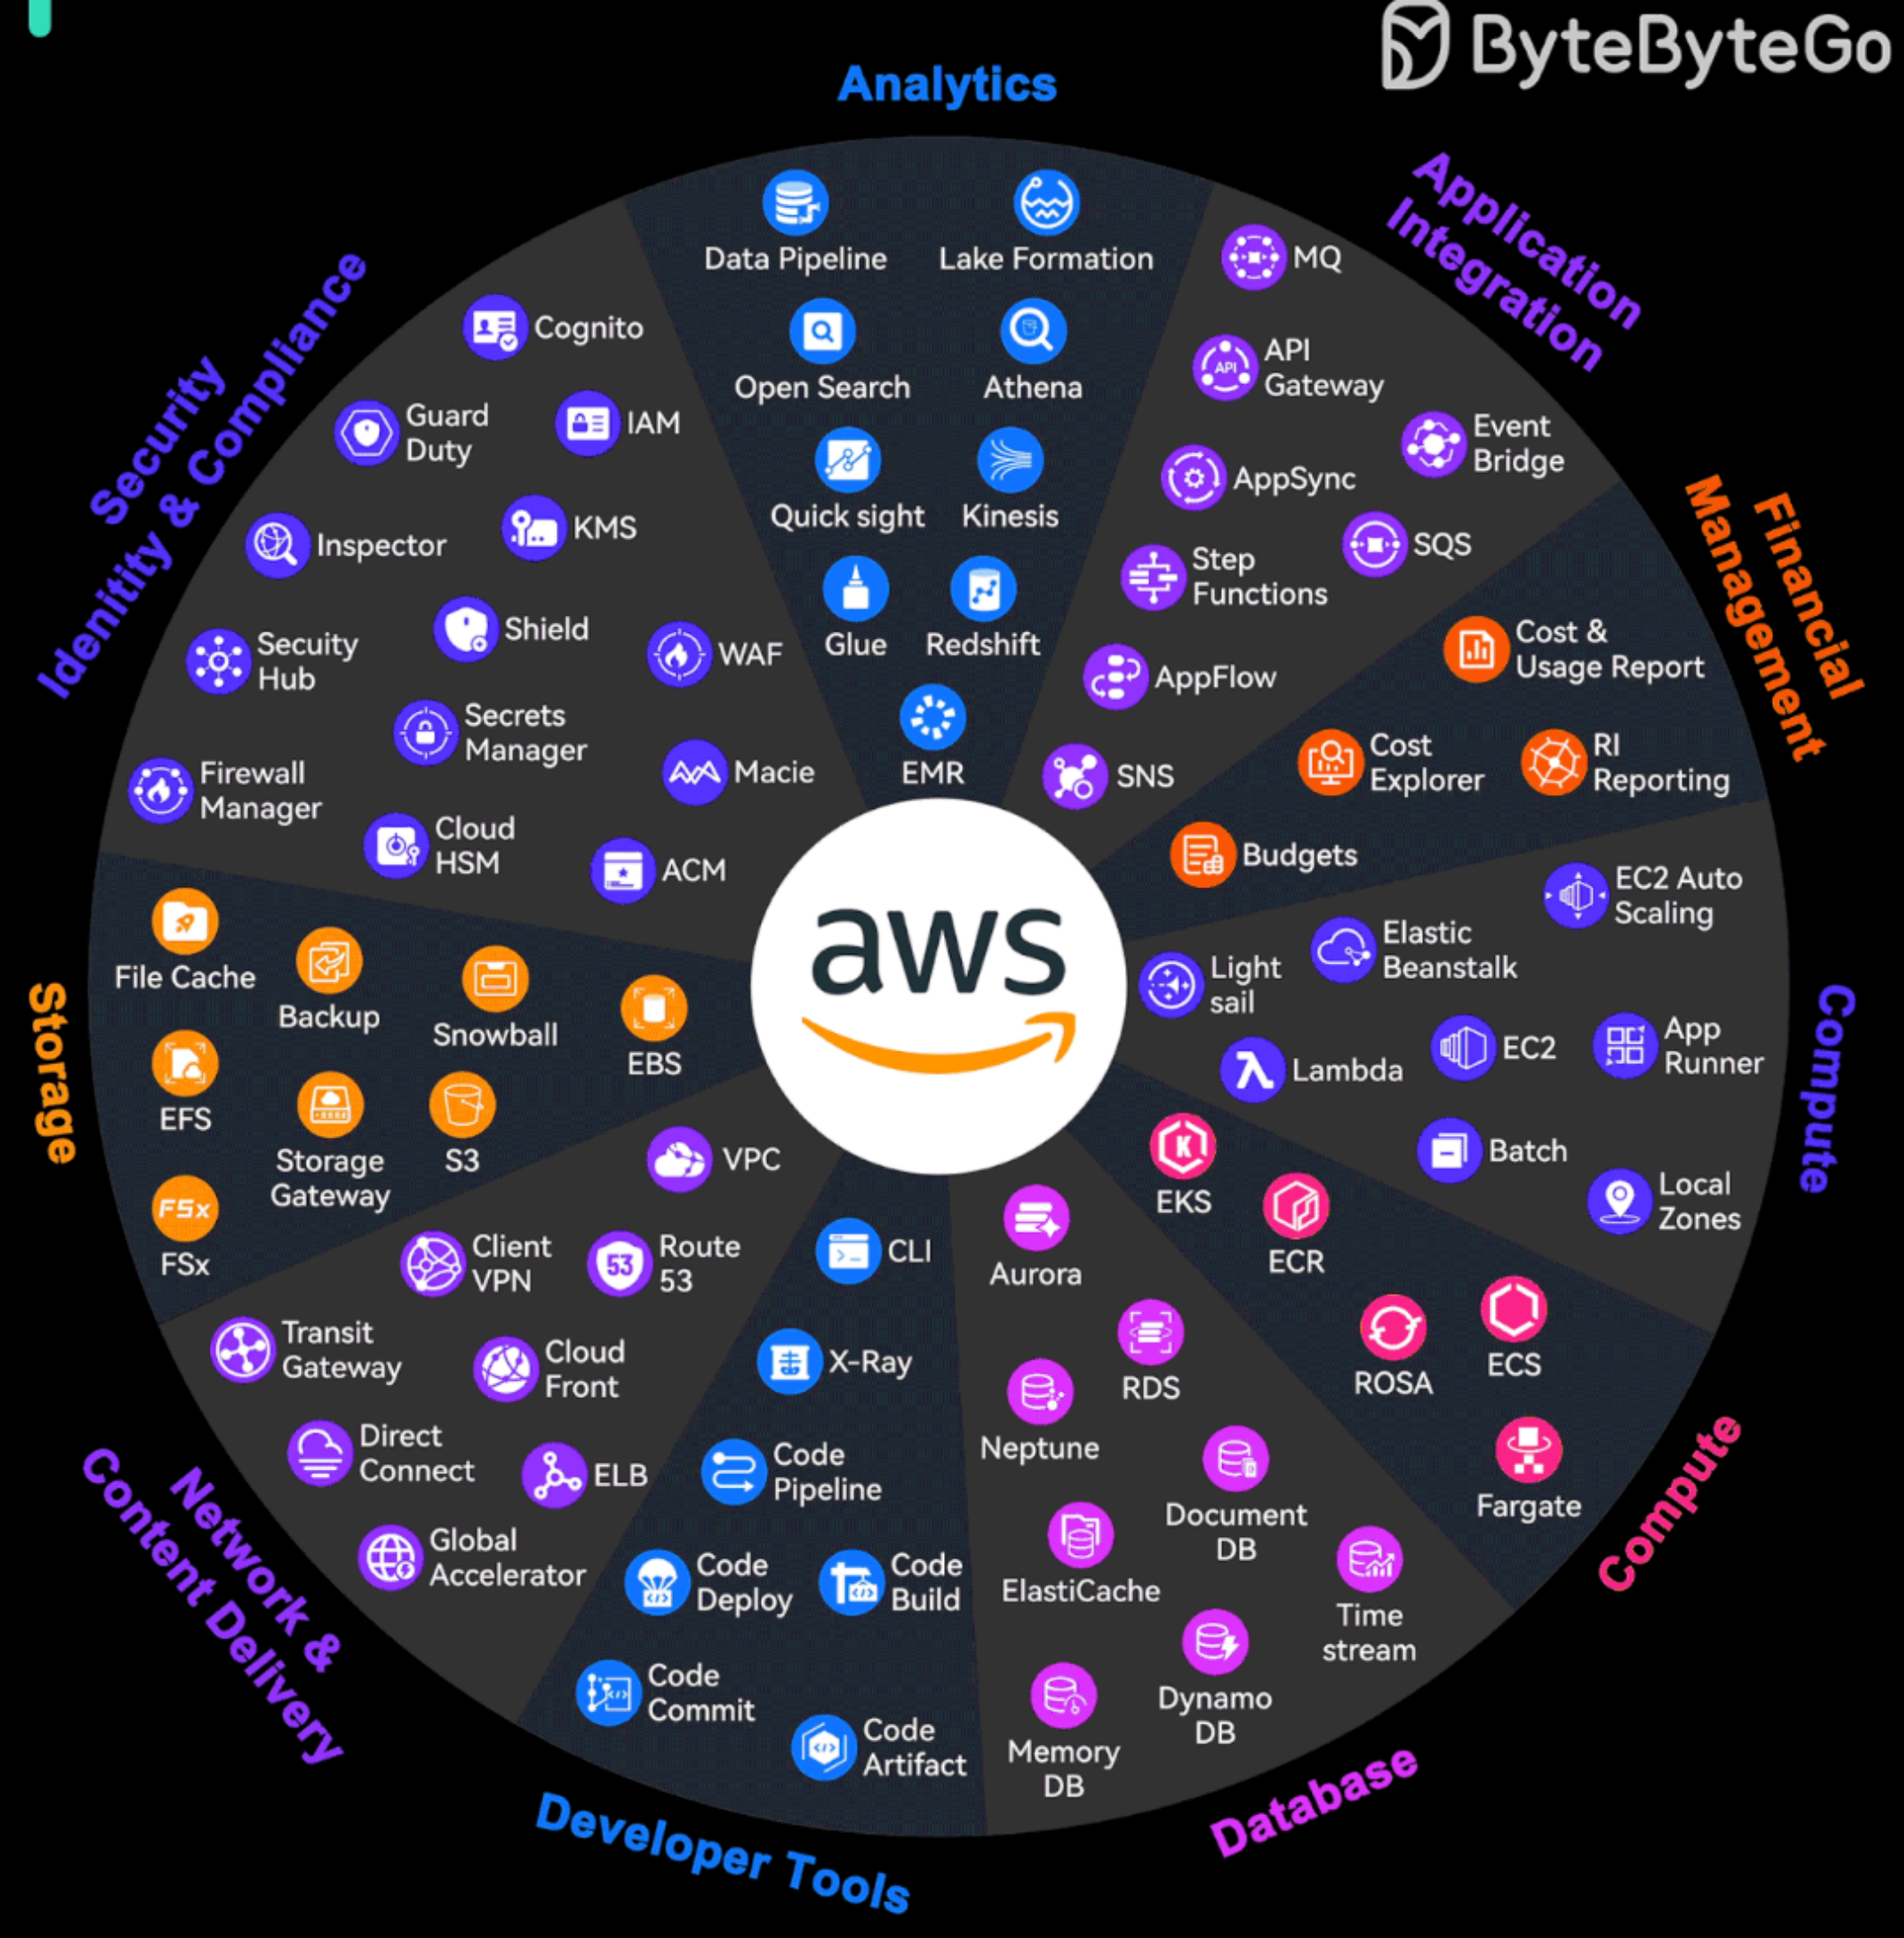 ByteByteGo
Analytics
Data Pipeline
Lake Formation
Open Search
Athena
Quick sight
Kinesis
Glue
Redshift
EMR
Application
Integration
MQ
API
Gateway
Event
Bridge
AppSync
SQS
Step
Functions
AppFlow
SNS
Financial
Management
Cost &
Usage Report
Cost
Explorer
RI
Reporting
Budgets
Compute
EC2 Auto
Scaling
Elastic
Beanstalk
Light
sail
EC2
App
Runner
Lambda
Batch
Local
Zones
Compute
EKS
ECR
ROSA
ECS
Fargate
Database
Aurora
RDS
Neptune
Document
DB
ElastiCache
Time
stream
Dynamo
DB
Memory
DB
Developer Tools
CLI
X-Ray
Code
Pipeline
Code
Deploy
Code
Build
Code
Commit
Code
Artifact
Network &
Content Delivery
VPC
Client
VPN
53
Route
53
Transit
Gateway
Cloud
Front
Direct
Connect
ELB
Global
Accelerator
Storage
File Cache
Backup
Snowball
EBS
EFS
Storage
Gateway
S3
FSx
FSx
Security
Idenitity & Compliance
Cognito
Guard
Duty
IAM
Inspector
KMS
Secuity
Hub
Shield
WAF
Secrets
Manager
Firewall
Manager
Macie
Cloud
HSM
ACM
aws
API
K